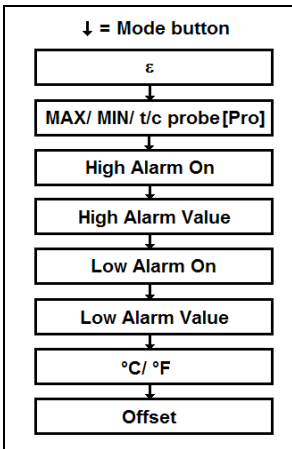 ↓ = Mode button
ε
MAX/ MIN/ t/c probe [Pro]
High Alarm On
High Alarm Value
Low Alarm On
Low Alarm Value
°C/ °F
Offset